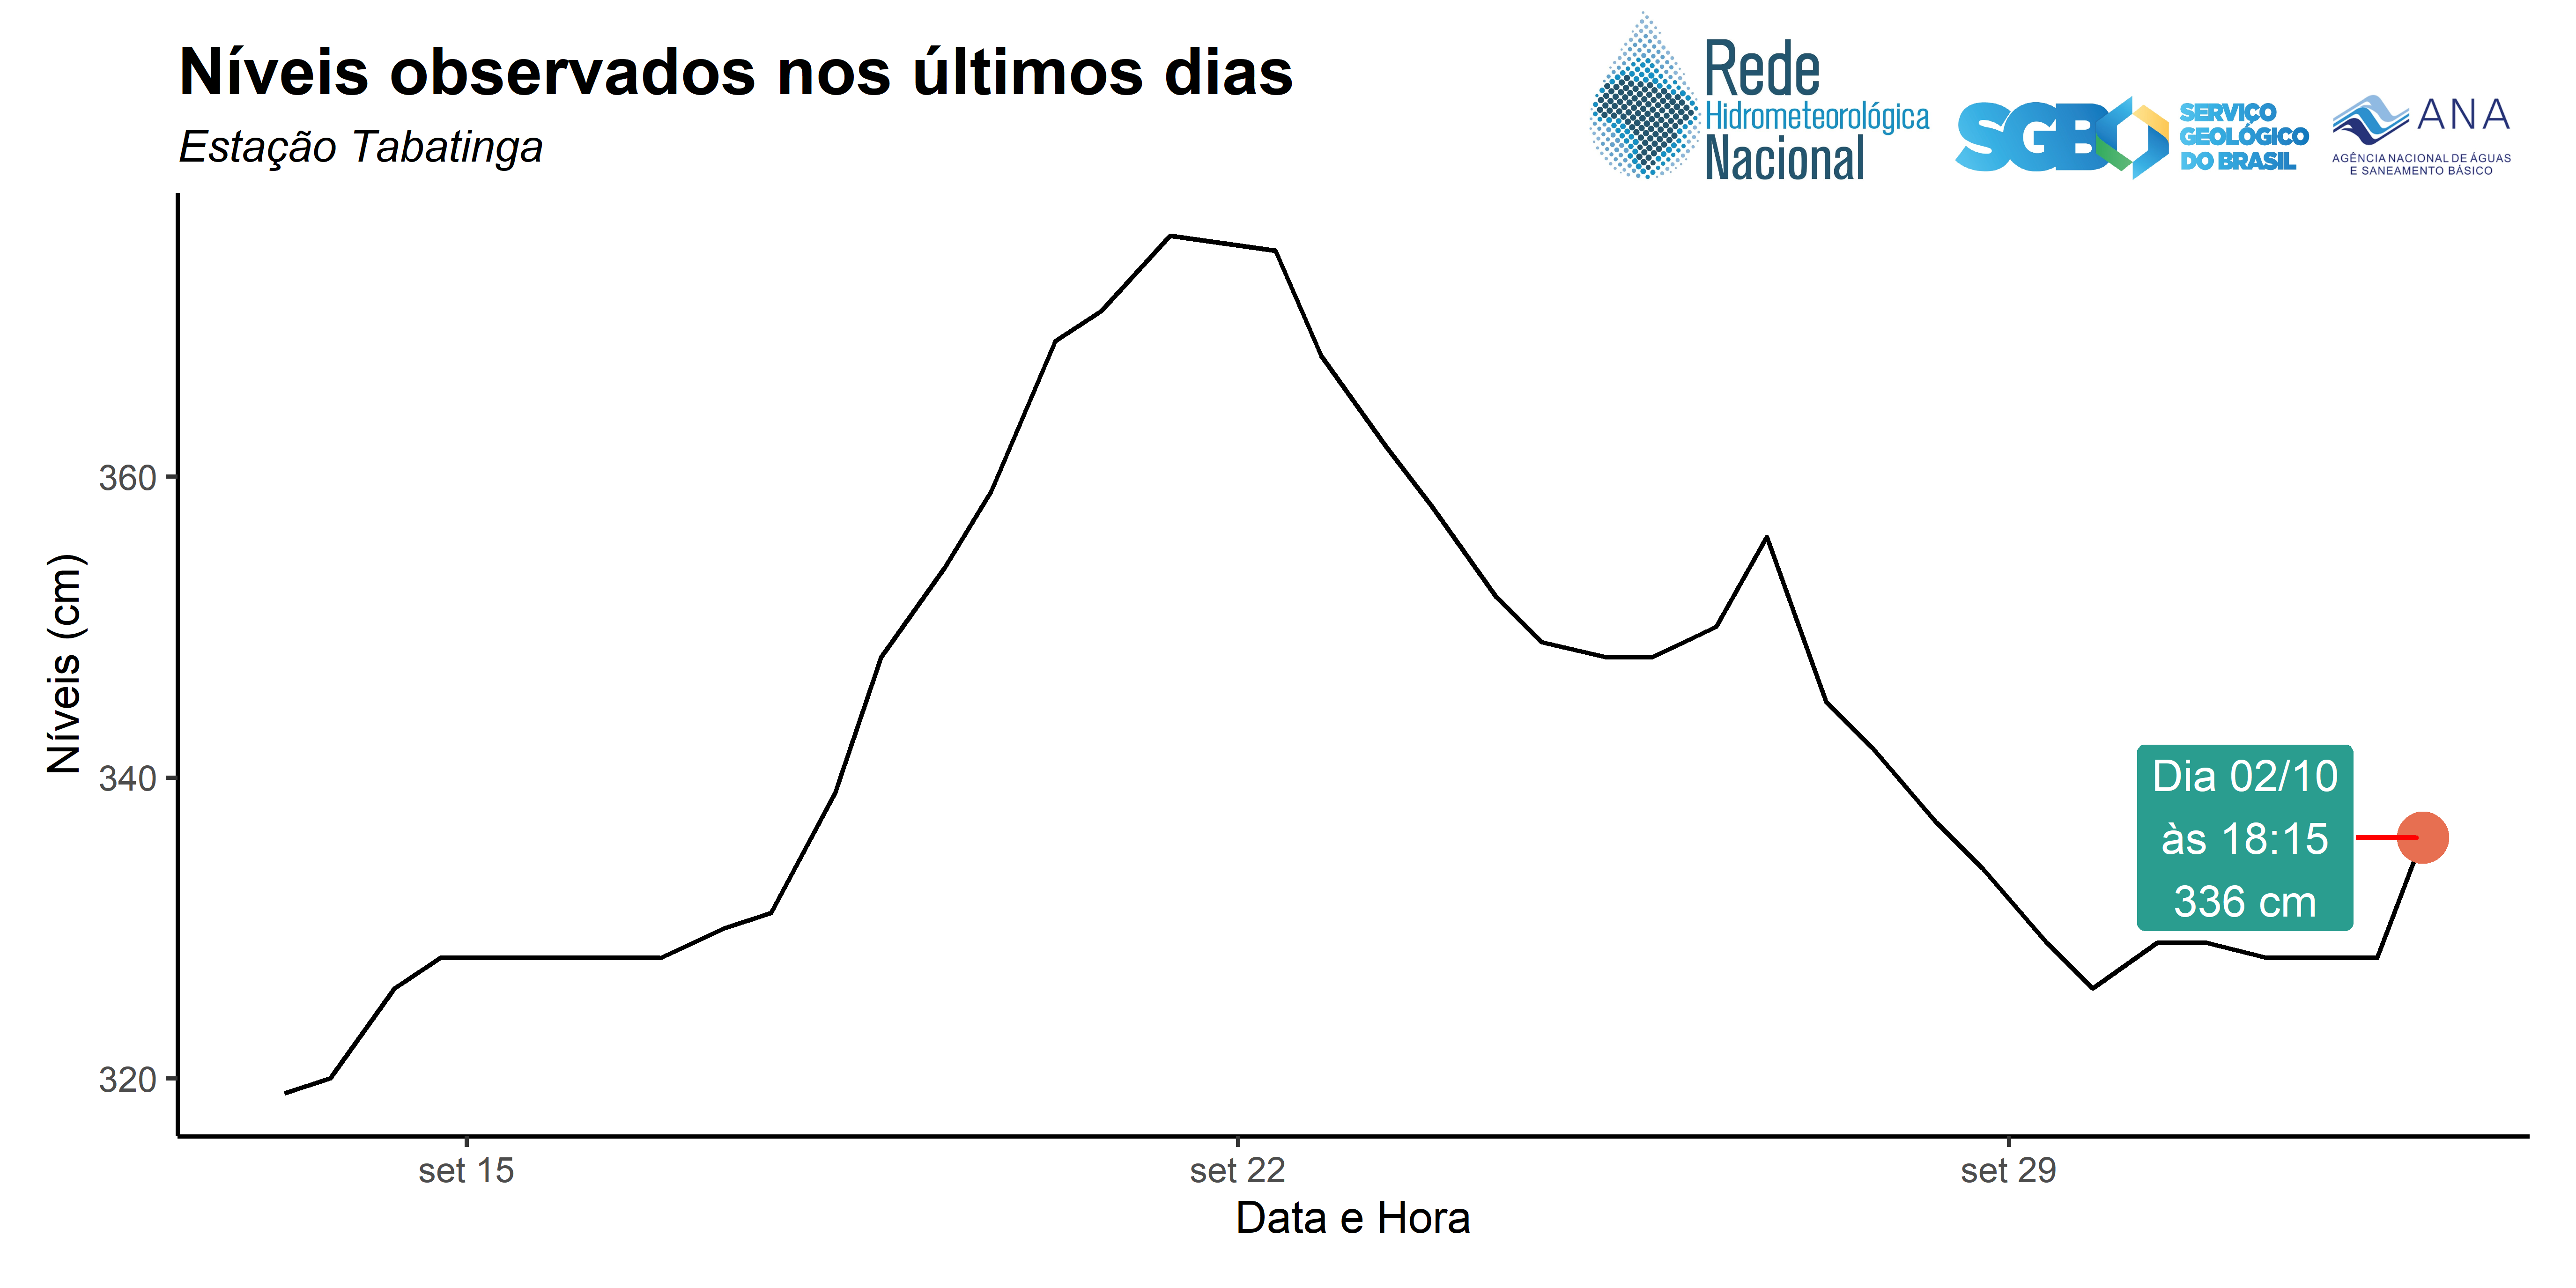 Níveis observados nos últimos dias
Estação Tabatinga
Rede
Hidrometeorológica
Nacional
SGB
SERVIÇO
GEOLÓGICO
DO BRASIL
ANA
AGÊNCIA NACIONAL DE ÁGUAS
E SANEAMENTO BÁSICO
Níveis (cm)
360
340
320
Dia 02/10
às 18:15
336 cm
set 15
set 22
set 29
Data e Hora